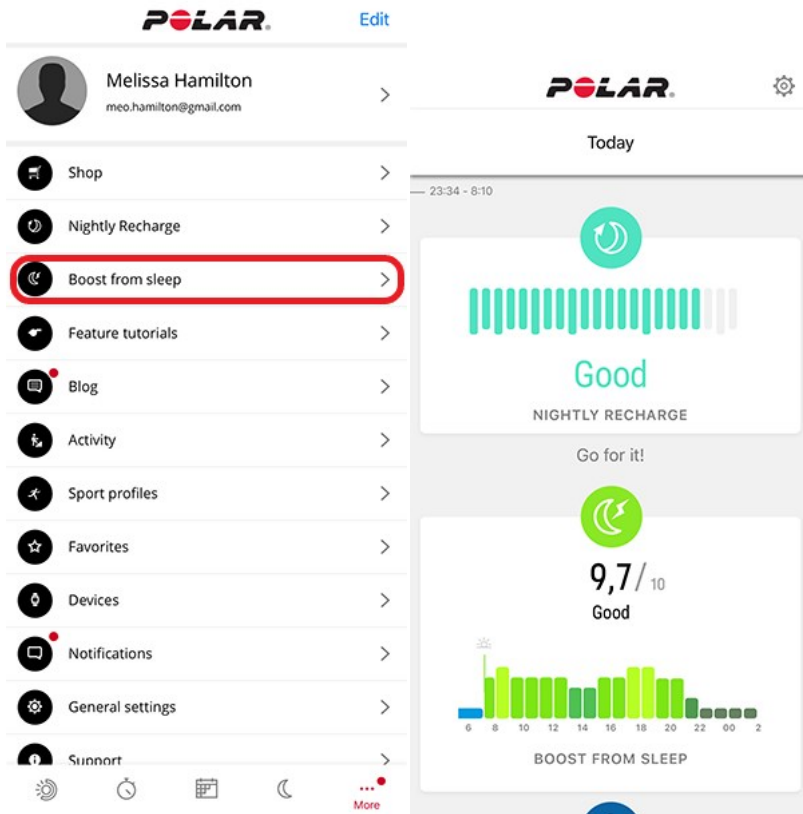 POLAR.
Edit
Melissa Hamilton
meo.hamilton@gmail.com
Shop
Nightly Recharge
Boost from sleep
Feature tutorials
Blog
Activity
Sport profiles
Favorites
Devices
Notifications
General settings
Support
More
POLAR.
Today
23:34 - 8:10
Good
NIGHTLY RECHARGE
Go for it!
9,7/ 10
Good
6 8 10 12 14 16 18 20 22 00 2
BOOST FROM SLEEP